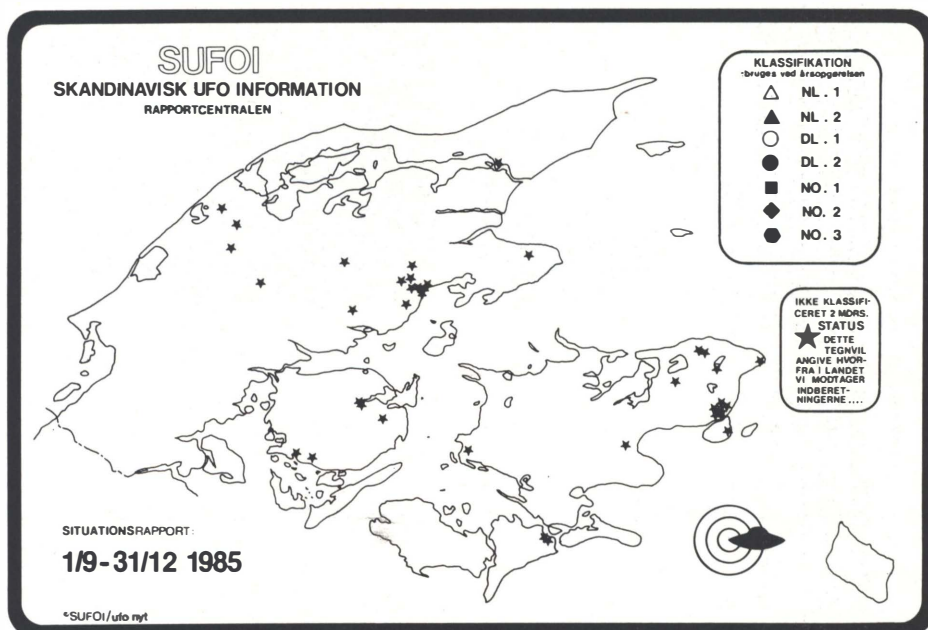 SUFOI
SKANDINAVISK UFO INFORMATION
RAPPORTCENTRALEN
KLASSIFIKATION
-bruges ved årsopgørelsen
NL . 1
NL . 2
DL . 1
DL . 2
NO . 1
NO. 2
NO . 3
IKKE KLASSIFI-
CERET 2 MDRS.
STATUS
DETTE
TEGNVIL
ANGIVE HVOR-
FRA I LANDET
VI MODTAGER
INDBERET-
NINGERNE....
SITUATIONSRAPPORT:
1/9-31/12 1985
©SUFOI/ufo nyt